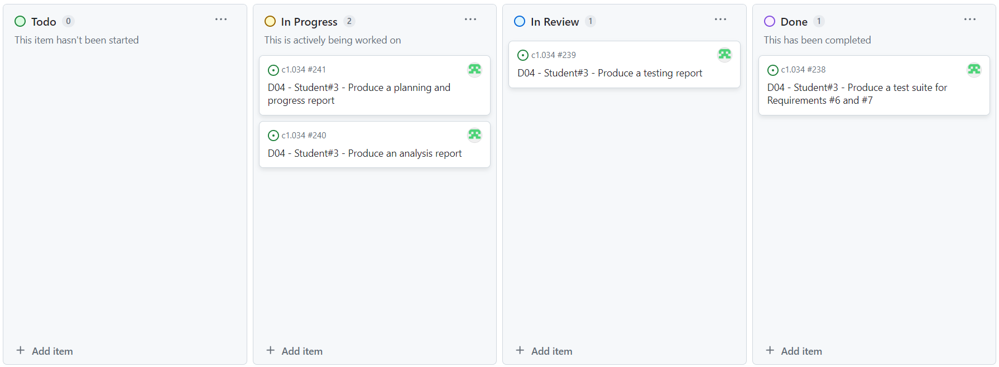 Todo 0
This item hasn't been started
Add item
In Progress 2
This is actively being worked on
c1.034 #241
D04 - Student#3 - Produce a planning and
progress report
c1.034 #240
D04 - Student#3 - Produce an analysis report
Add item
In Review 1
c1.034 #239
D04 - Student#3 - Produce a testing report
Add item
Done 1
This has been completed
c1.034 #238
D04 - Student#3 - Produce a test suite for
Requirements #6 and #7
Add item